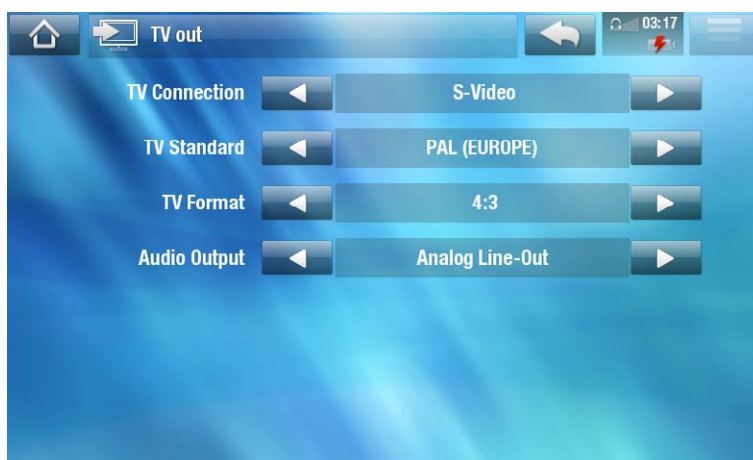 TV out
03:17
TV Connection S-Video
TV Standard PAL (EUROPE)
TV Format 4:3
Audio Output Analog Line-Out